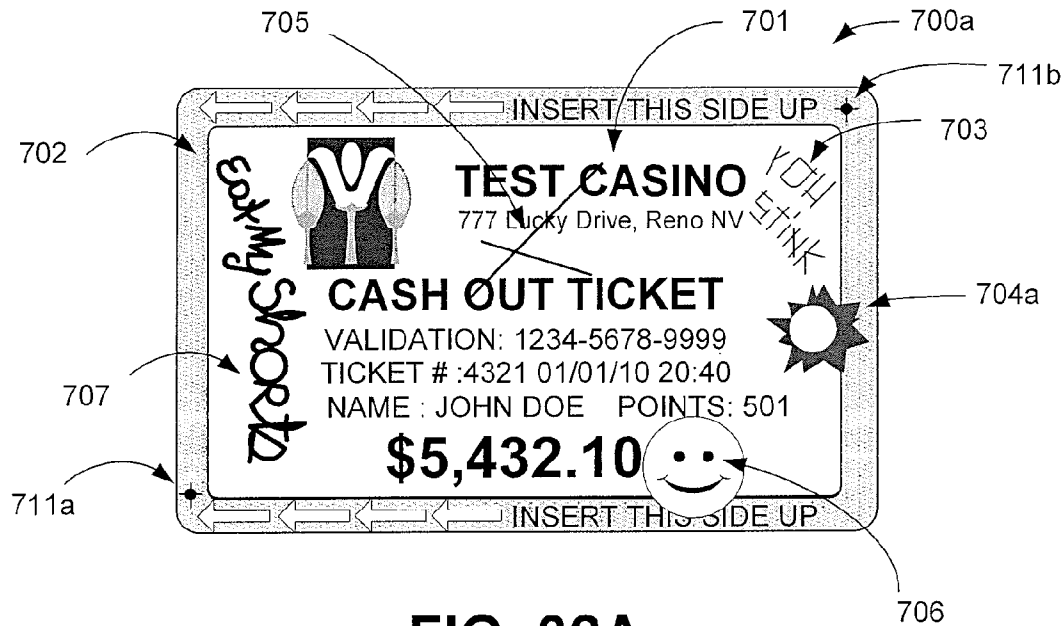 705
701
700a
711b
INSERT THIS SIDE UP
703
702
YOU
STINK
Eat My Shorts
TEST CASINO
777 Lucky Drive, Reno NV
CASH OUT TICKET
704a
VALIDATION: 1234-5678-9999
TICKET # :4321 01/01/10 20:40
NAME : JOHN DOE POINTS: 501
707
$5,432.10
711a
INSERT THIS SIDE UP
706